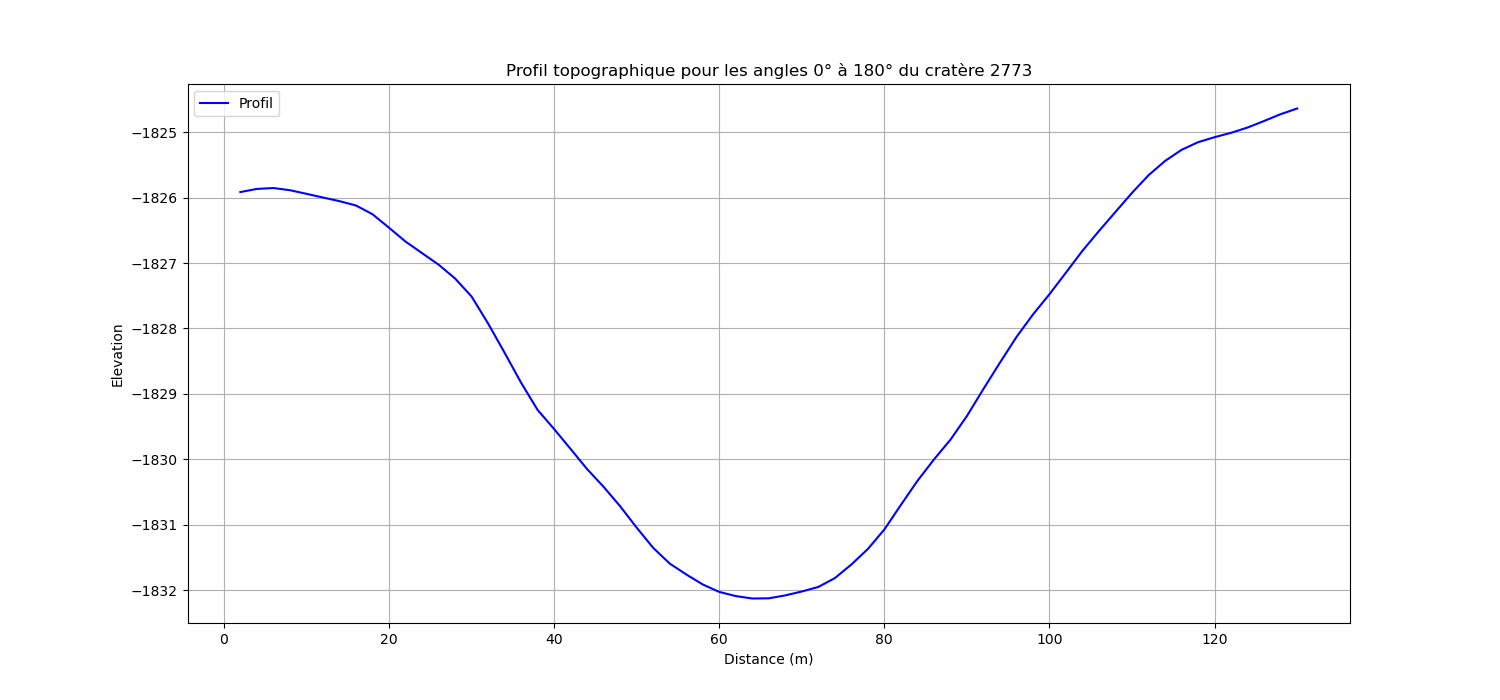 Profil topographique pour les angles 0° à 180° du cratère 2773
Profil
−1825
−1826
−1827
−1828
−1829
−1830
−1831
−1832
Elevation
0 20 40 60 80 100 120
Distance (m)